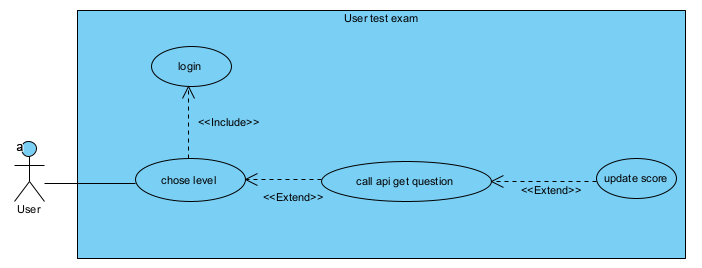 User test exam
login
<<Include>>
a
User
chose level
<<Extend>>
call api get question
<<Extend>>
update score